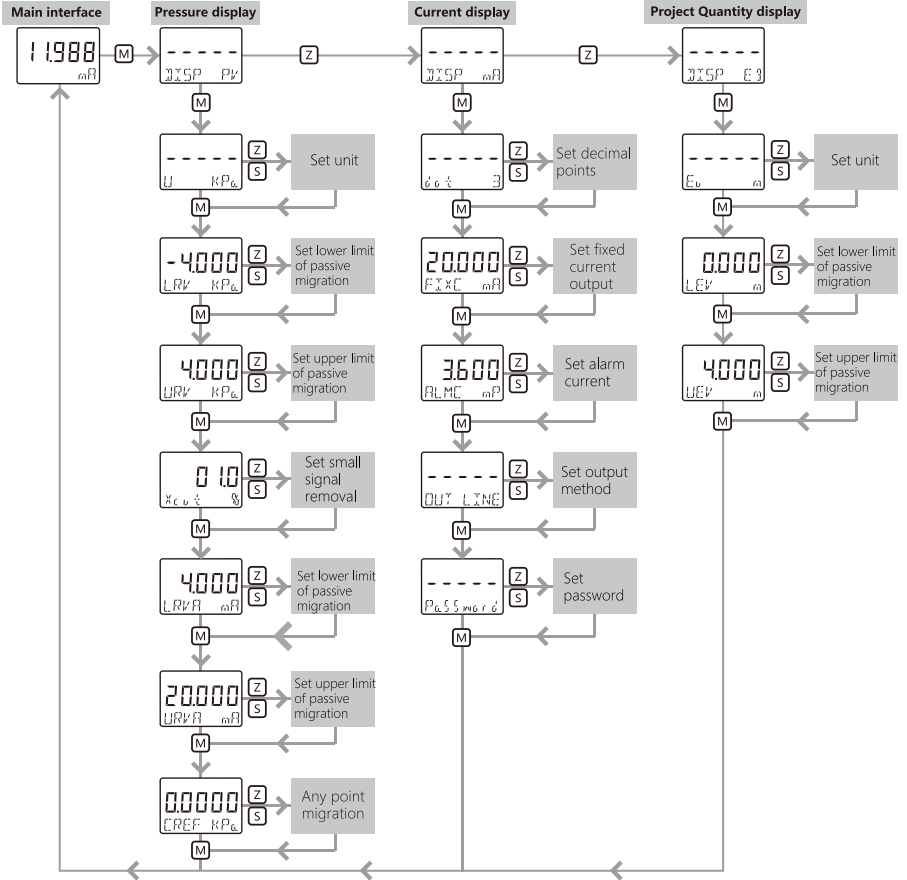 Main interface
Pressure display
Current display
Project Quantity display
11.988
mA
M
-----
DISP PV
Z
-----
DISP mA
Z
-----
DISP EJ
M
M
M
-----
U KPa
Z
S
Set unit
-----
dot 3
Z
S
Set decimal
points
-----
Eu m
Z
S
Set unit
M
M
M
-4.000
LRV KPa
Z
S
Set lower limit
of passive
migration
20.000
FIXC mA
Z
S
Set fixed
current
output
0.000
LEV m
Z
S
Set lower limit
of passive
migration
M
M
M
4.000
URV KPa
Z
S
Set upper limit
of passive
migration
3.600
ALMC mP
Z
S
Set alarm
current
4.000
UEV m
Z
S
Set upper limit
of passive
migration
M
M
M
01.0
Xcut %
Z
S
Set small
signal
removal
-----
OUT LINE
Z
S
Set output
method
M
M
4.000
LRVA mA
Z
S
Set lower limit
of passive
migration
-----
PaSSword
Z
S
Set
password
M
M
20.000
URVA mA
Z
S
Set upper limit
of passive
migration
M
0.0000
CREF KPa
Z
S
Any point
migration
M